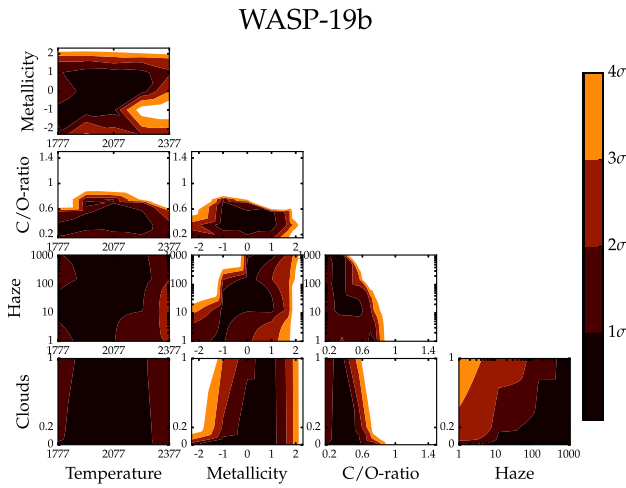 WASP-19b
Metallicity
2
1
0
-1
-2
1777 2077 2377
C/O-ratio
1.4
1
0.6
0.2
1777 2077 2377
1.4
1
0.6
0.2
-2 -1 0 1 2
Haze
1000
100
10
1
1777 2077 2377
1000
100
10
1
-2 -1 0 1 2
1000
100
10
1
0.2 0.6 1 1.4
Clouds
1
0.2
0
1777 2077 2377
Temperature
1
0.2
0
-2 -1 0 1 2
Metallicity
1
0.2
0
0.2 0.6 1 1.4
C/O-ratio
1
0.2
0
1 10 100 1000
Haze
4σ
3σ
2σ
1σ